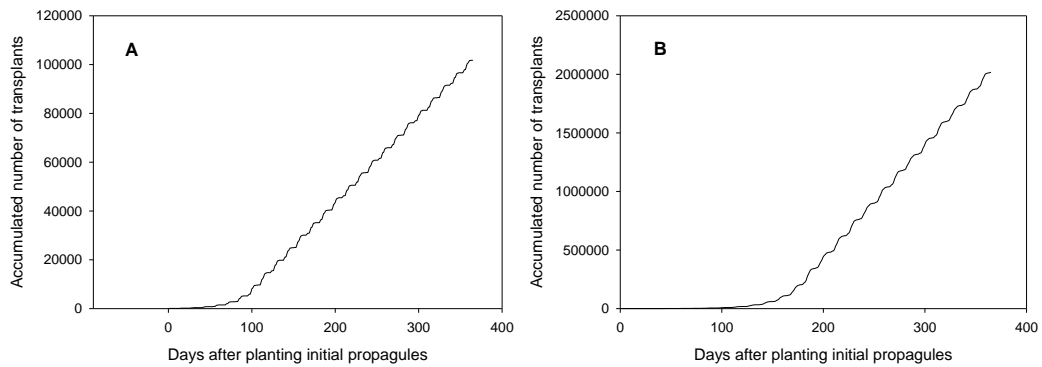 120000
100000
80000
60000
40000
20000
0
Accumulated number of transplants
A
0 100 200 300 400
Days after planting initial propagules
2500000
2000000
1500000
1000000
500000
0
Accumulated number of transplants
B
0 100 200 300 400
Days after planting initial propagules